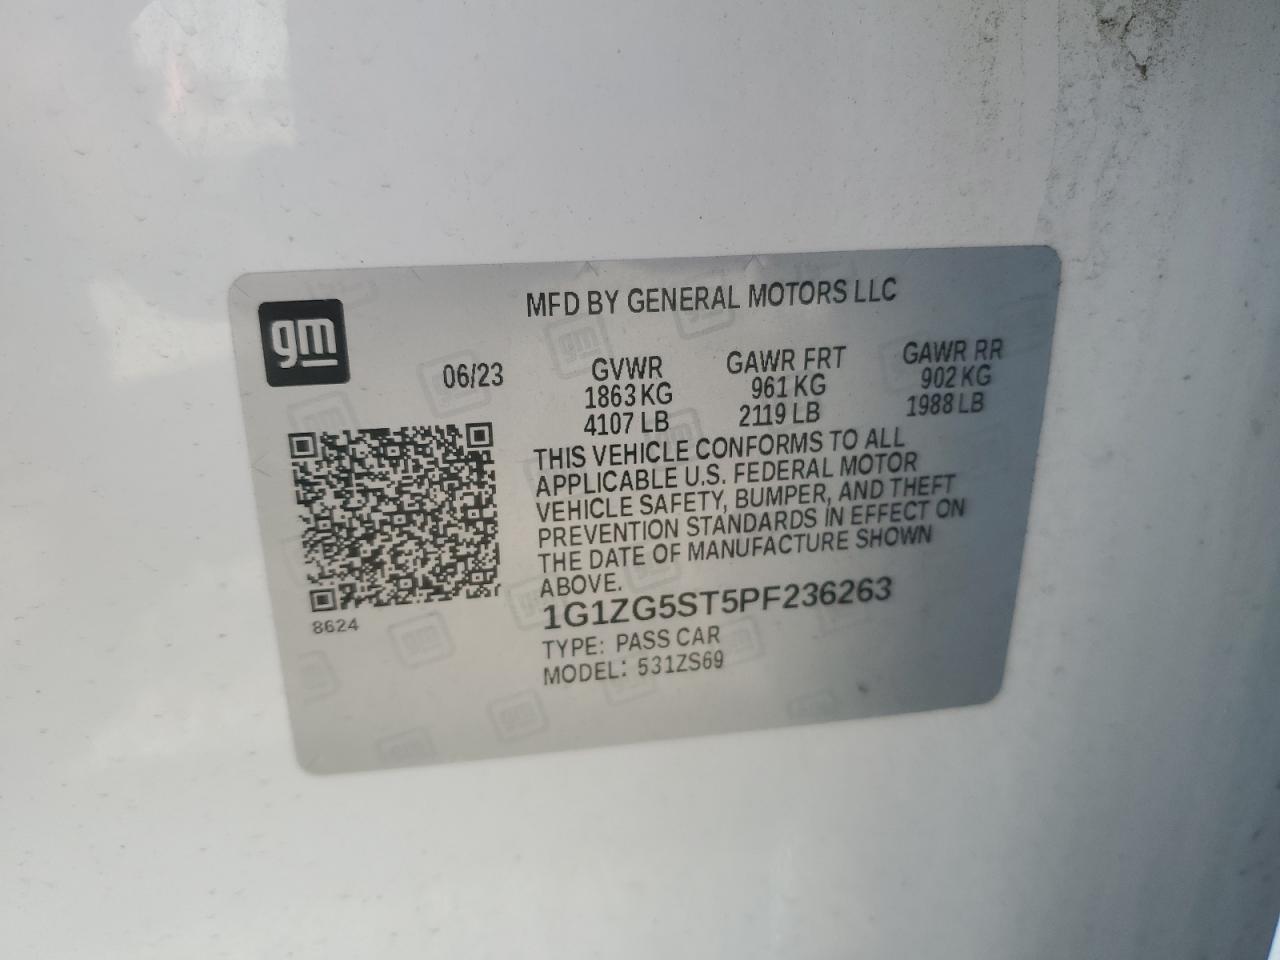 gm
MFD BY GENERAL MOTORS LLC
06/23
GVWR GAWR FRT GAWR RR
1863 KG 961 KG 902 KG
4107 LB 2119 LB 1988 LB
THIS VEHICLE CONFORMS TO ALL
APPLICABLE U.S. FEDERAL MOTOR
VEHICLE SAFETY, BUMPER, AND THEFT
PREVENTION STANDARDS IN EFFECT ON
THE DATE OF MANUFACTURE SHOWN
ABOVE.
1G1ZG5ST5PF236263
8624
TYPE: PASS CAR
MODEL: 531ZS69